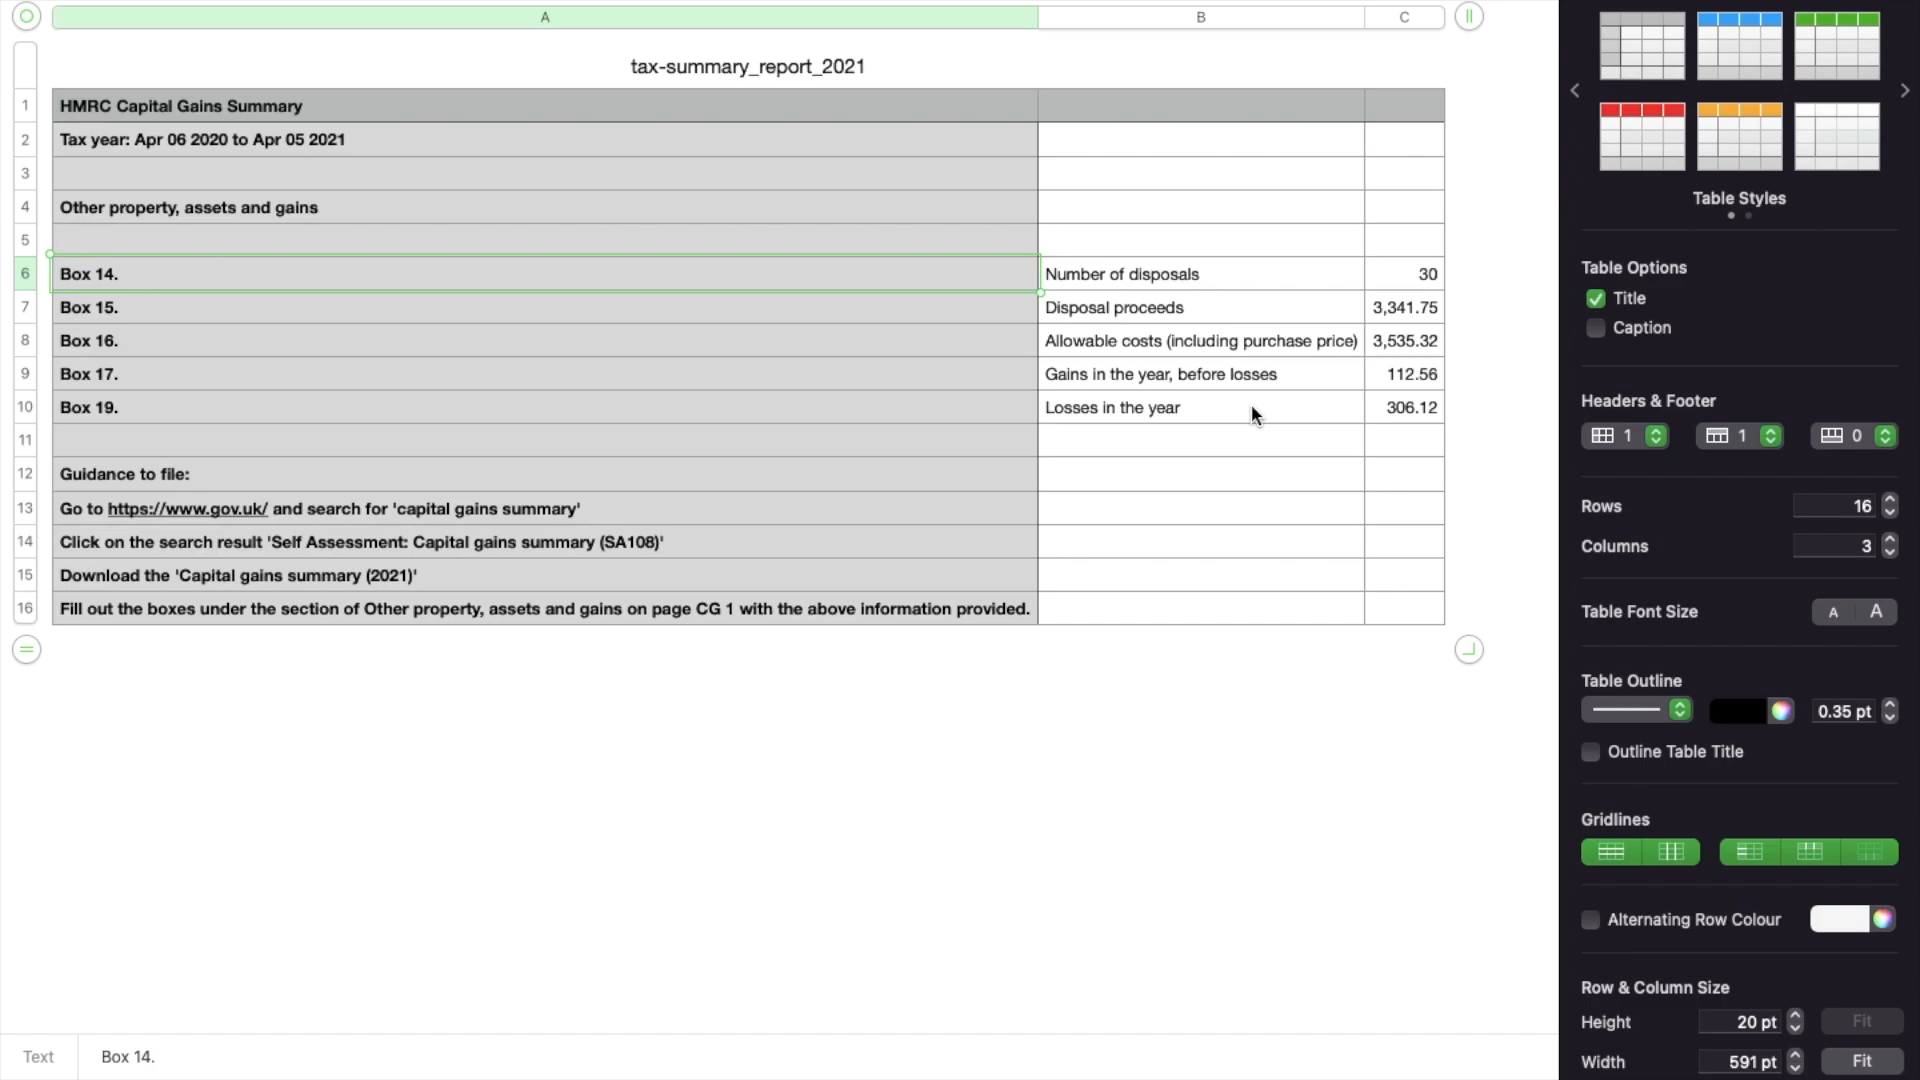 A B C
tax-summary_report_2021
1 HMRC Capital Gains Summary
2 Tax year: Apr 06 2020 to Apr 05 2021
3
4 Other property, assets and gains
5
6 Box 14. Number of disposals 30
7 Box 15. Disposal proceeds 3,341.75
8 Box 16. Allowable costs (including purchase price) 3,535.32
9 Box 17. Gains in the year, before losses 112.56
10 Box 19. Losses in the year 306.12
11
12 Guidance to file:
13 Go to https://www.gov.uk/ and search for 'capital gains summary'
14 Click on the search result 'Self Assessment: Capital gains summary (SA108)'
15 Download the 'Capital gains summary (2021)'
16 Fill out the boxes under the section of Other property, assets and gains on page CG 1 with the above information provided.
Text Box 14.
Table Styles
Table Options
Title
Caption
Headers & Footer
1 1 0
Rows 16
Columns 3
Table Font Size A A
Table Outline
0.35 pt
Outline Table Title
Gridlines
Alternating Row Colour
Row & Column Size
Height 20 pt Fit
Width 591 pt Fit